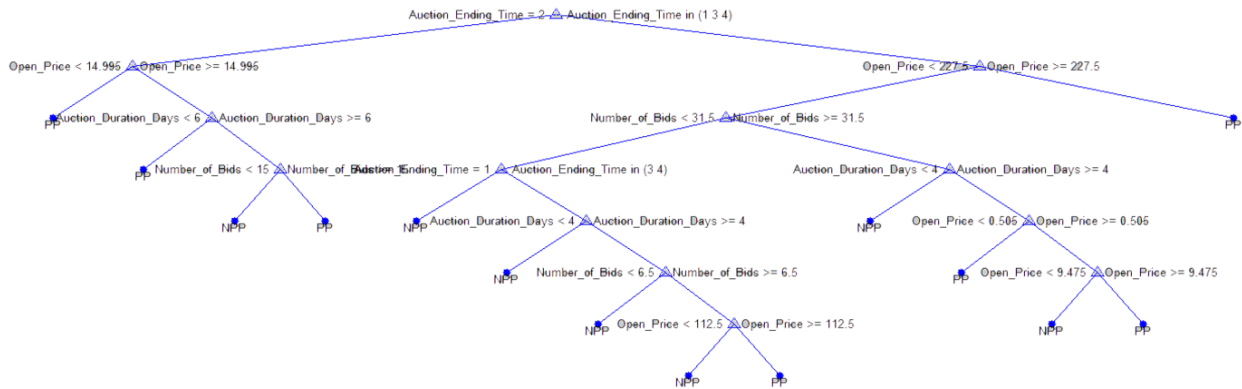 Auction_Ending_Time = 2 Auction_Ending_Time in (1 3 4)
Open_Price < 14.995 Open_Price >= 14.995 Open_Price < 227.5 Open_Price >= 227.5
PP Auction_Duration_Days < 6 Auction_Duration_Days >= 6 Number_of_Bids < 31.5 Number_of_Bids >= 31.5 PP
PP Number_of_Bids < 15 Number_of_Bids >= 15 Auction_Ending_Time = 1 Auction_Ending_Time in (3 4) Auction_Duration_Days < 4 Auction_Duration_Days >= 4
NPP PP NPP Auction_Duration_Days < 4 Auction_Duration_Days >= 4 NPP Open_Price < 0.505 Open_Price >= 0.505
NPP Number_of_Bids < 6.5 Number_of_Bids >= 6.5 PP Open_Price < 9.475 Open_Price >= 9.475
NPP Open_Price < 112.5 Open_Price >= 112.5 NPP PP
NPP PP